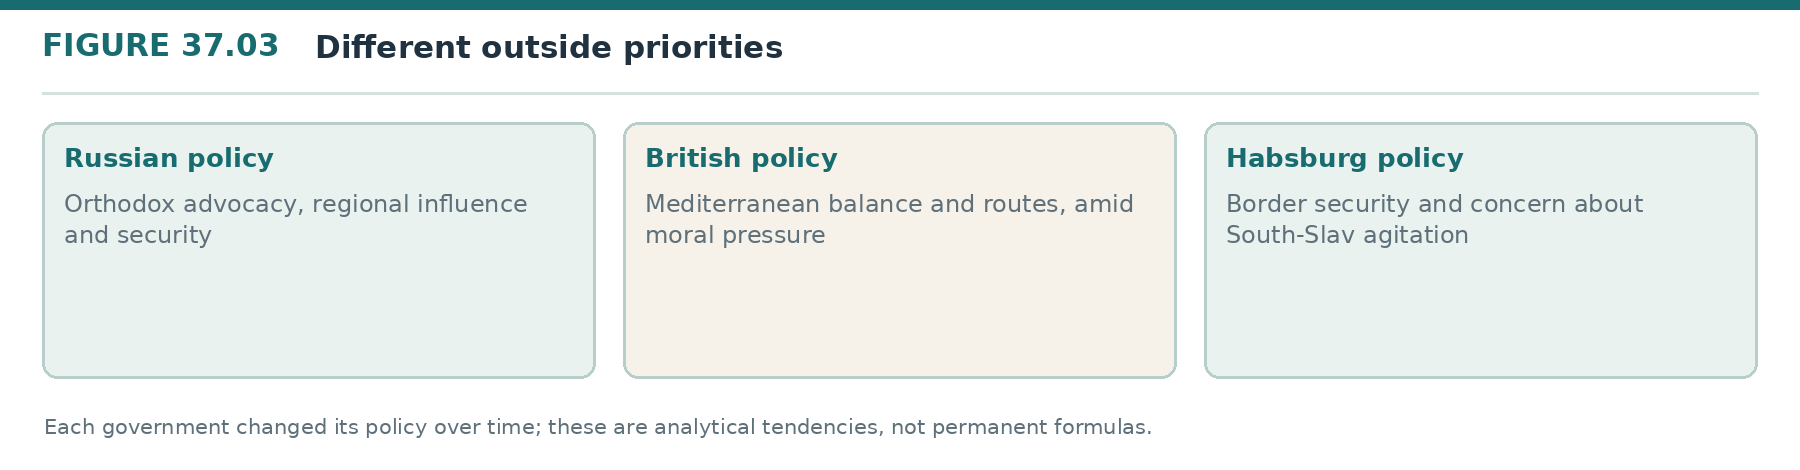 FIGURE 37.03 Different outside priorities
Russian policy
Orthodox advocacy, regional influence
and security
British policy
Mediterranean balance and routes, amid
moral pressure
Habsburg policy
Border security and concern about
South-Slav agitation
Each government changed its policy over time; these are analytical tendencies, not permanent formulas.